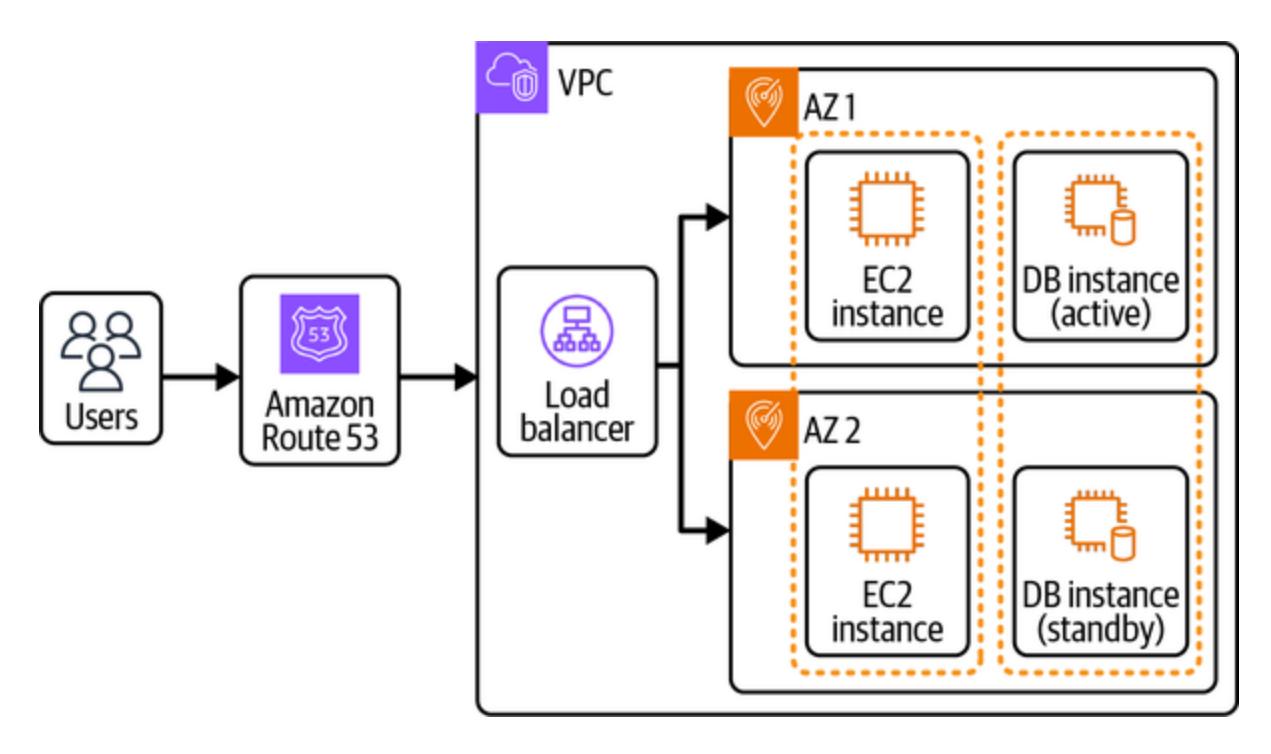 VPC
AZ 1
EC2
instance
DB instance
(active)
Users
53
Amazon
Route 53
Load
balancer
AZ 2
EC2
instance
DB instance
(standby)